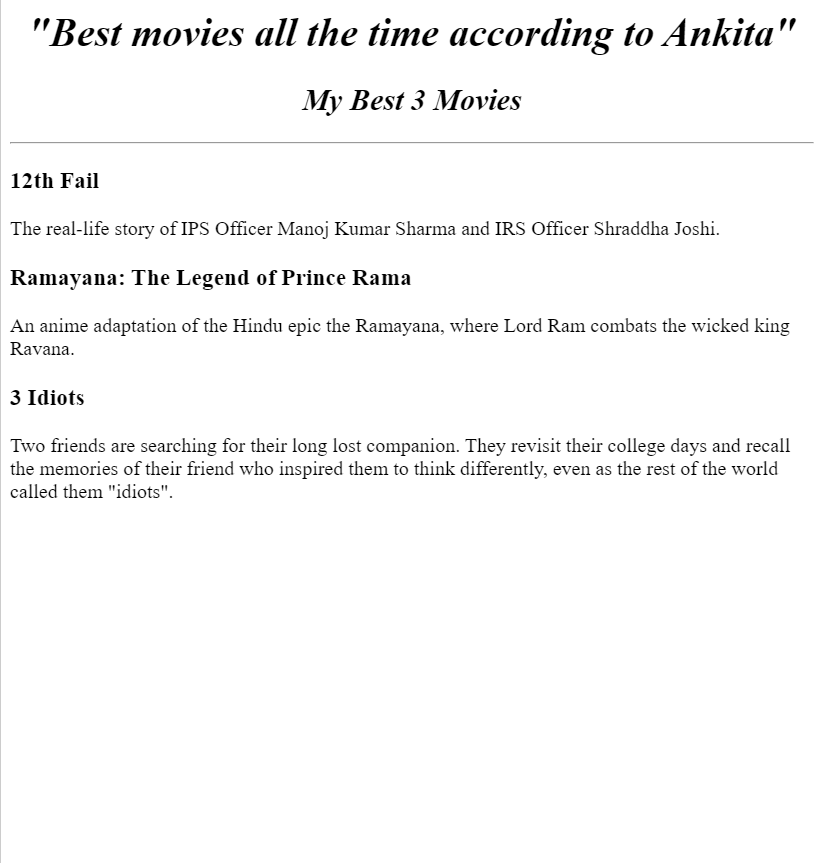 "Best movies all the time according to Ankita"
My Best 3 Movies
12th Fail
The real-life story of IPS Officer Manoj Kumar Sharma and IRS Officer Shraddha Joshi.
Ramayana: The Legend of Prince Rama
An anime adaptation of the Hindu epic the Ramayana, where Lord Ram combats the wicked king
Ravana.
3 Idiots
Two friends are searching for their long lost companion. They revisit their college days and recall
the memories of their friend who inspired them to think differently, even as the rest of the world
called them "idiots".